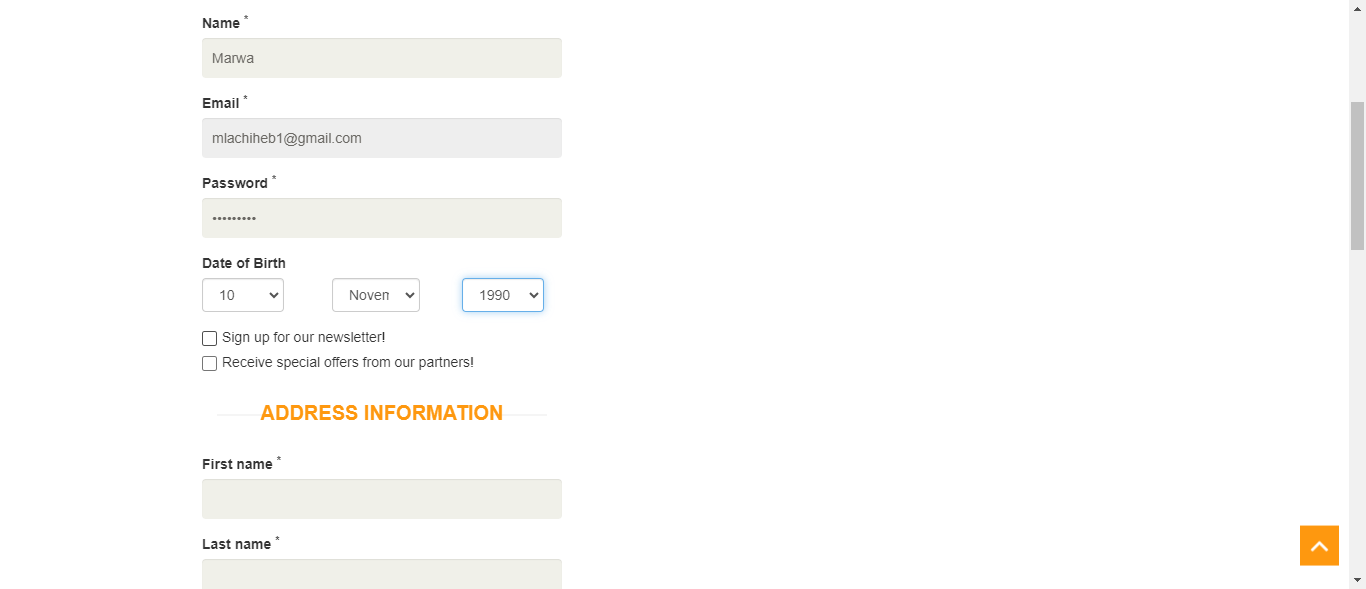 Name *
Marwa
Email *
mlachiheb1@gmail.com
Password *
•••••••••
Date of Birth
10 Novem 1990
Sign up for our newsletter!
Receive special offers from our partners!
ADDRESS INFORMATION
First name *
Last name *